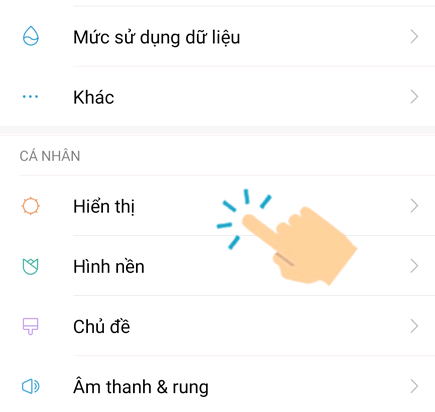 Mức sử dụng dữ liệu
Khác
CÁ NHÂN
Hiển thị
Hình nền
Chủ đề
Âm thanh & rung